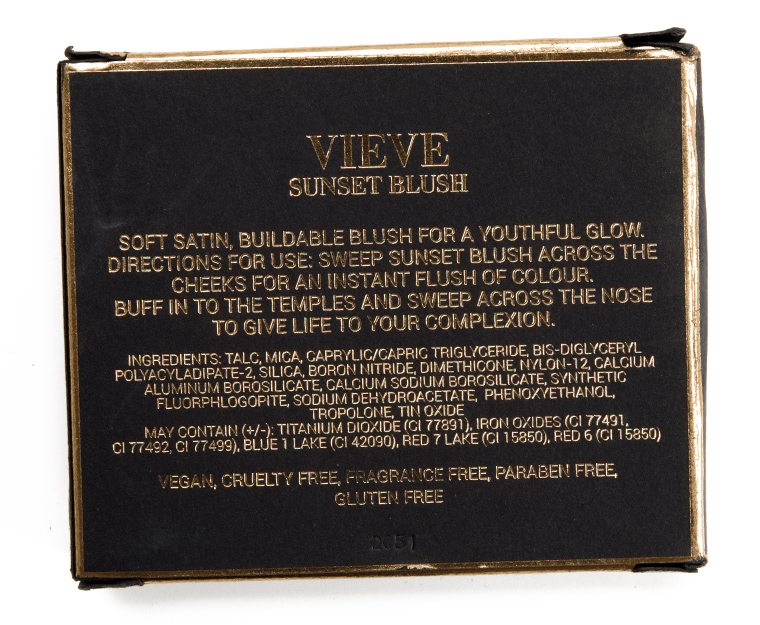 VIEVE
SUNSET BLUSH
SOFT SATIN, BUILDABLE BLUSH FOR A YOUTHFUL GLOW.
DIRECTIONS FOR USE: SWEEP SUNSET BLUSH ACROSS THE
CHEEKS FOR AN INSTANT FLUSH OF COLOUR.
BUFF IN TO THE TEMPLES AND SWEEP ACROSS THE NOSE
TO GIVE LIFE TO YOUR COMPLEXION.
INGREDIENTS: TALC, MICA, CAPRYLIC/CAPRIC TRIGLYCERIDE, BIS-DIGLYCERYL
POLYACYLADIPATE-2, SILICA, BORON NITRIDE, DIMETHICONE, NYLON-12, CALCIUM
ALUMINUM BOROSILICATE, CALCIUM SODIUM BOROSILICATE, SYNTHETIC
FLUORPHLOGOPITE, SODIUM DEHYDROACETATE, PHENOXYETHANOL,
TROPOLONE, TIN OXIDE
MAY CONTAIN (+/-): TITANIUM DIOXIDE (CI 77891), IRON OXIDES (CI 77491,
CI 77492, CI 77499), BLUE 1 LAKE (CI 42090), RED 7 LAKE (CI 15850), RED 6 (CI 15850)
VEGAN, CRUELTY FREE, FRAGRANCE FREE, PARABEN FREE,
GLUTEN FREE
2051